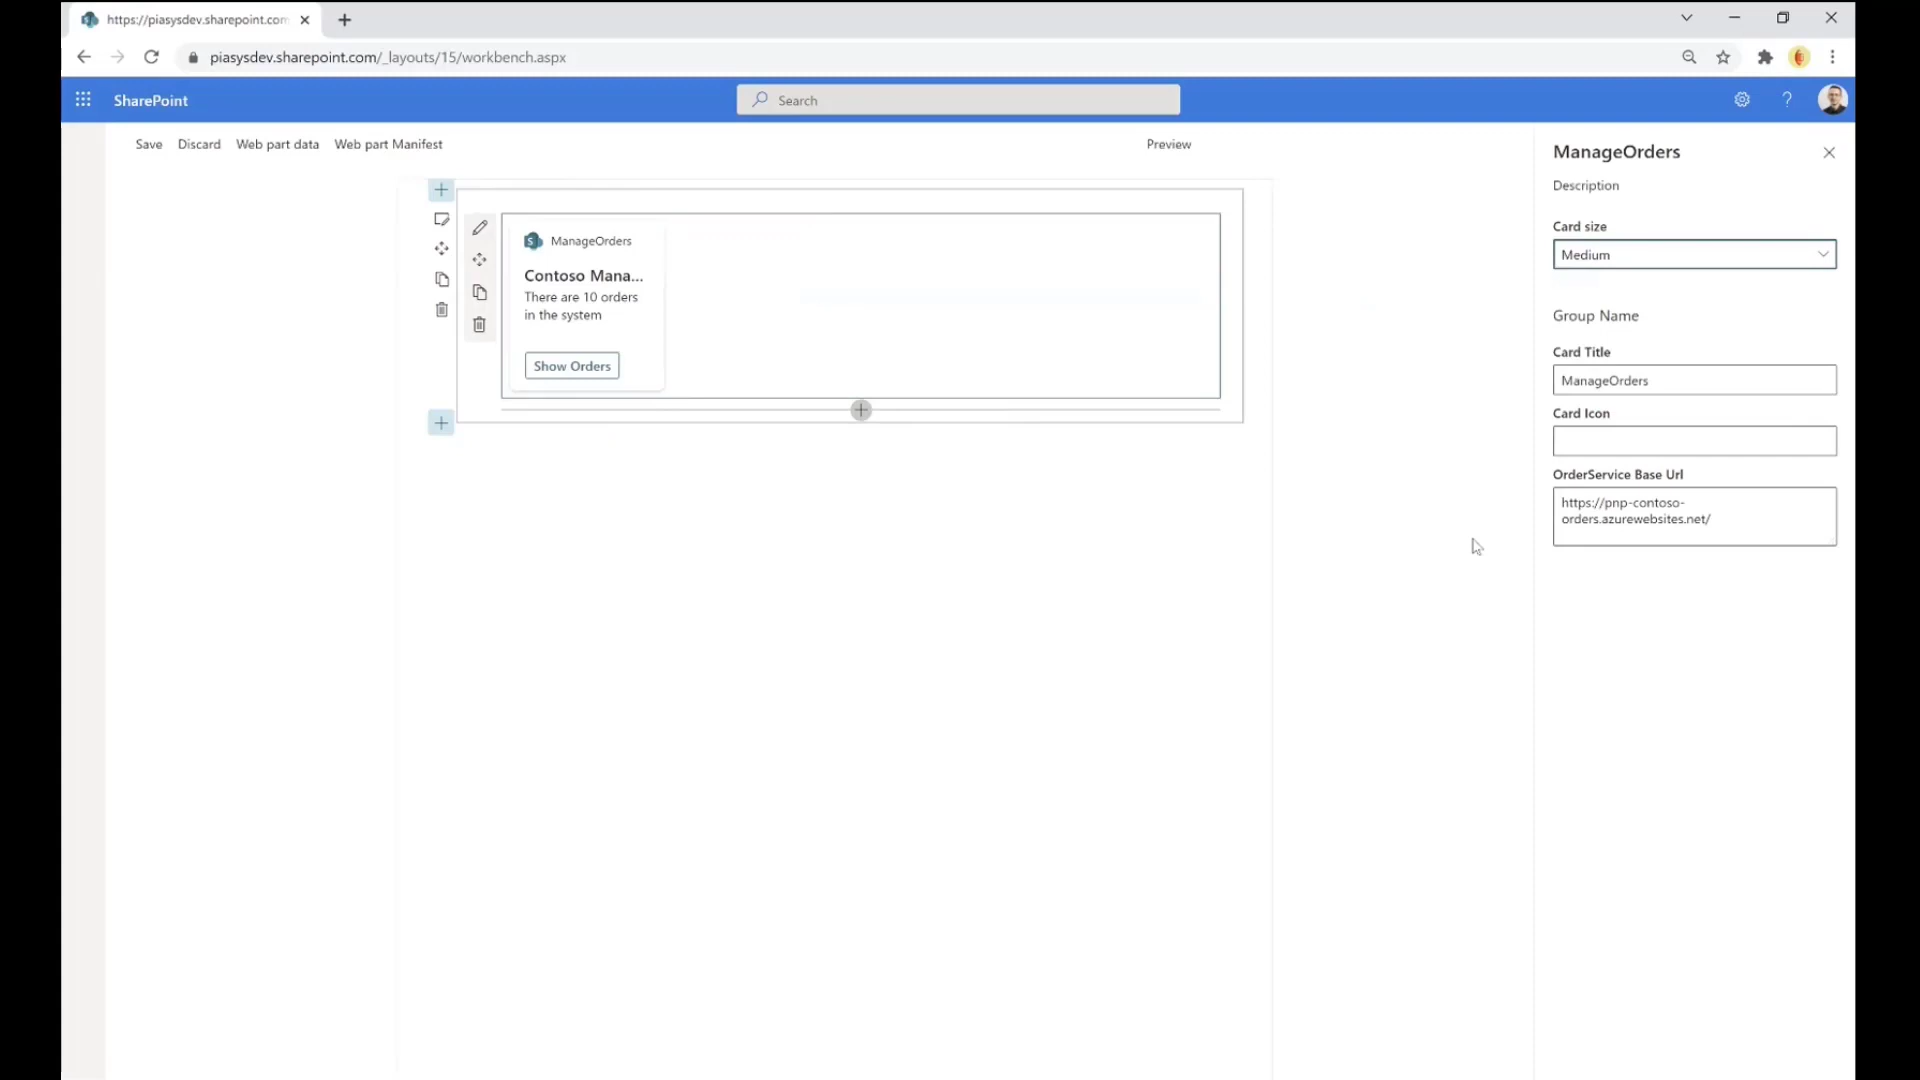 https://piasysdev.sharepoint.com
piasysdev.sharepoint.com/_layouts/15/workbench.aspx
SharePoint
Search
Save
Discard
Web part data
Web part Manifest
Preview
ManageOrders
Contoso Mana...
There are 10 orders
in the system
Show Orders
ManageOrders
Description
Card size
Medium
Group Name
Card Title
ManageOrders
Card Icon
OrderService Base Url
https://pnp-contoso-
orders.azurewebsites.net/